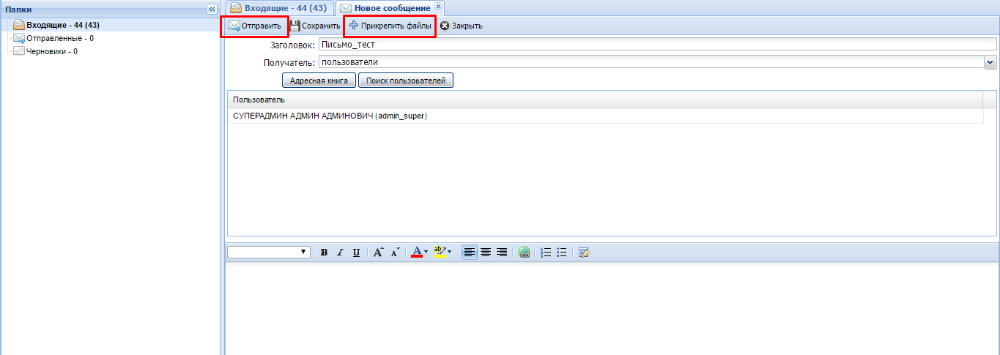 Папки
Входящие - 44 (43)
Отправленные - 0
Черновики - 0
Входящие - 44 (43) Новое сообщение
Отправить Сохранить Прикрепить файлы Закрыть
Заголовок: Письмо_тест
Получатель: пользователи
Адресная книга Поиск пользователей
Пользователь
СУПЕРАДМИН АДМИН АДМИНОВИЧ (admin_super)
B I U A A A ab